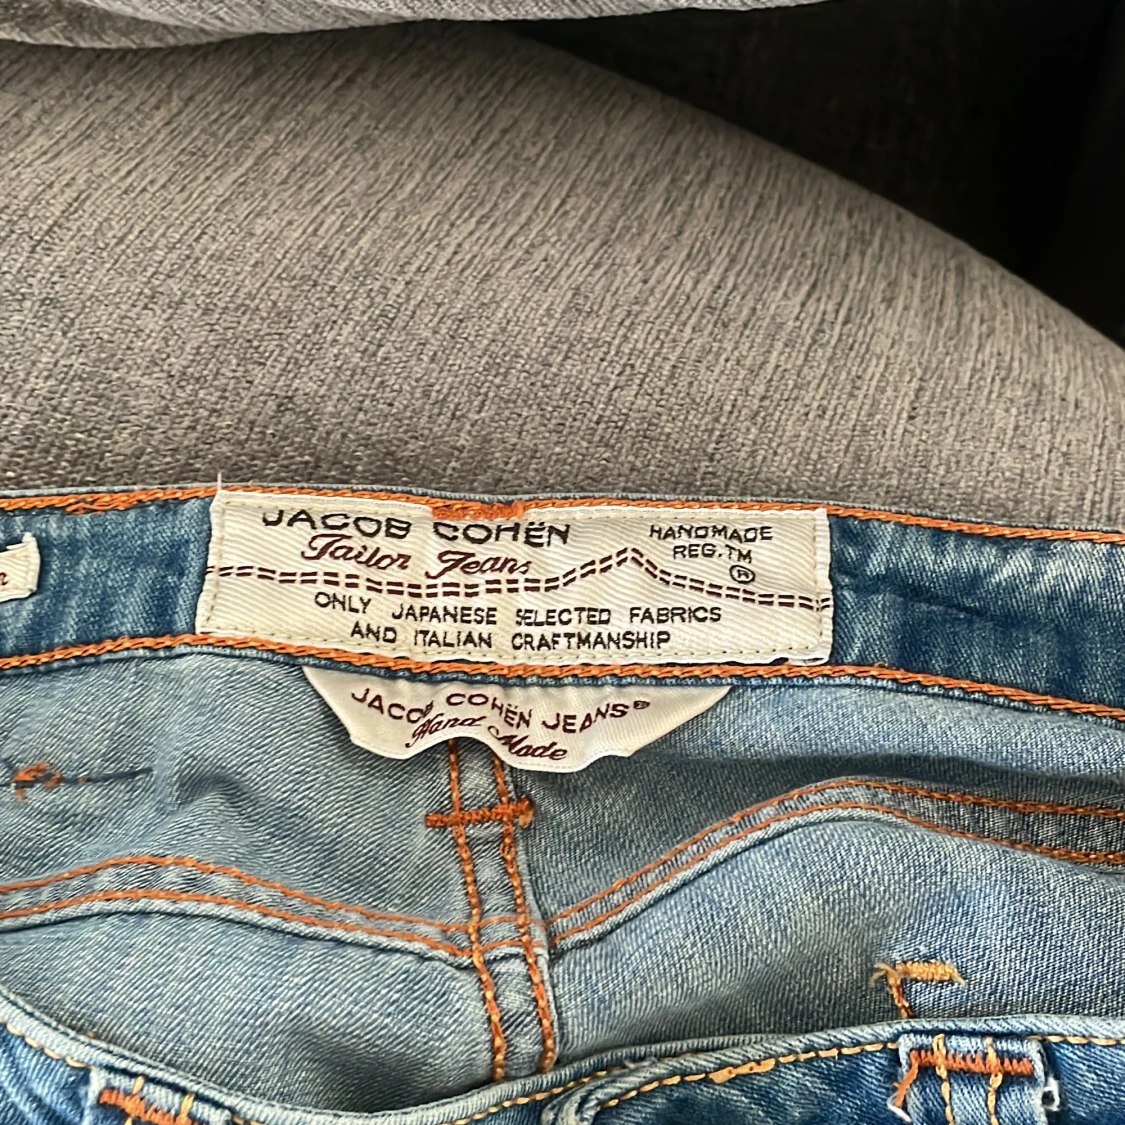 JACOB COHËN
Tailor Jeans
HANDMADE
REG.TM
®
ONLY JAPANESE SELECTED FABRICS
AND ITALIAN CRAFTMANSHIP
JACOB COHËN JEANS®
Hand Made